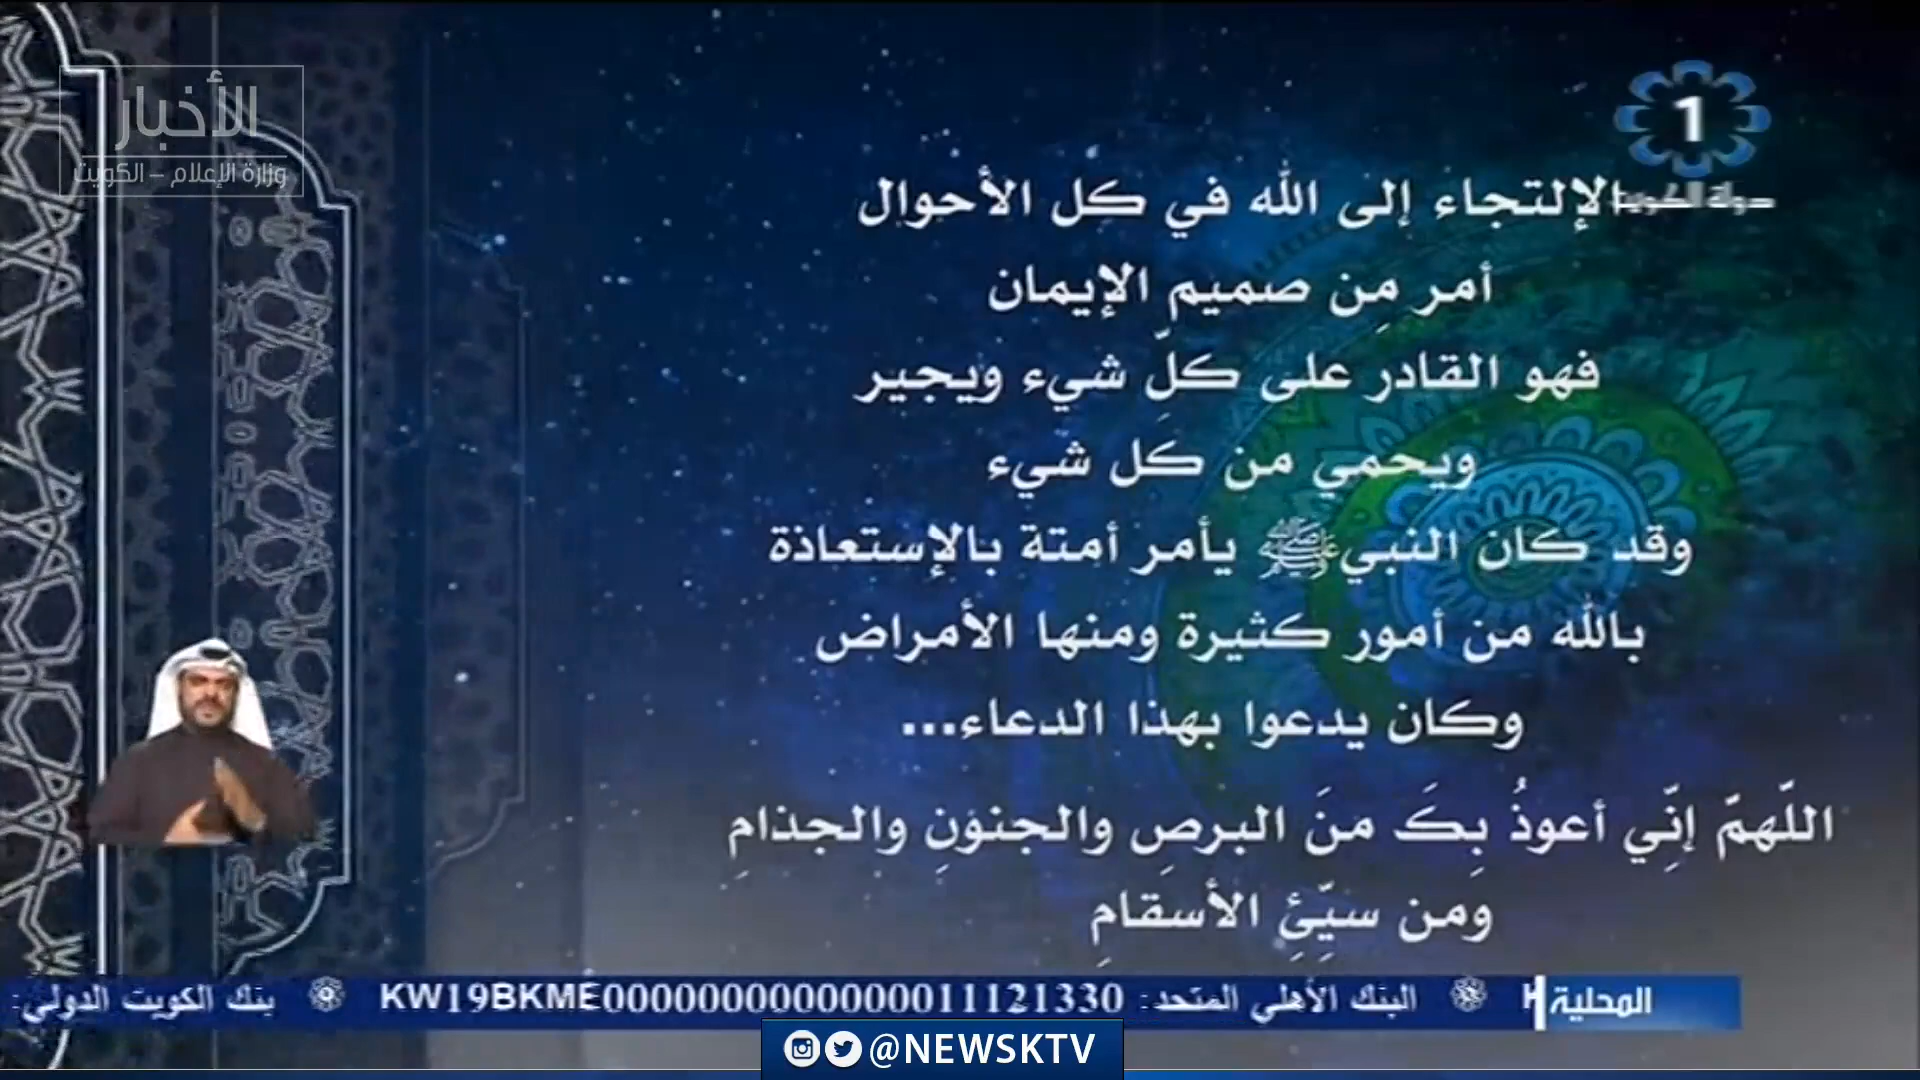 الأخبار
وزارة الإعلام – الكويت
1
دولة الكويت
الإلتجاء إلى الله في كل الأحوال
أمر مِن صميم الإيمان
فهو القادر على كلِّ شيء ويجير
ويحمي من كل شيء
وقد كان النبي ﷺ يأمر أمتة بالإستعاذة
بالله من أمور كثيرة ومنها الأمراض
وكان يدعوا بهذا الدعاء...
اللّهمّ إنِّي أعوذُ بِكَ منَ البرصِ والجنونِ والجذامِ
ومن سيِّئِ الأسقامِ
المحلية
البنك الأهلي المتحد: KW19BKME0000000000000011121330 بنك الكويت الدولي:
@NEWSKTV